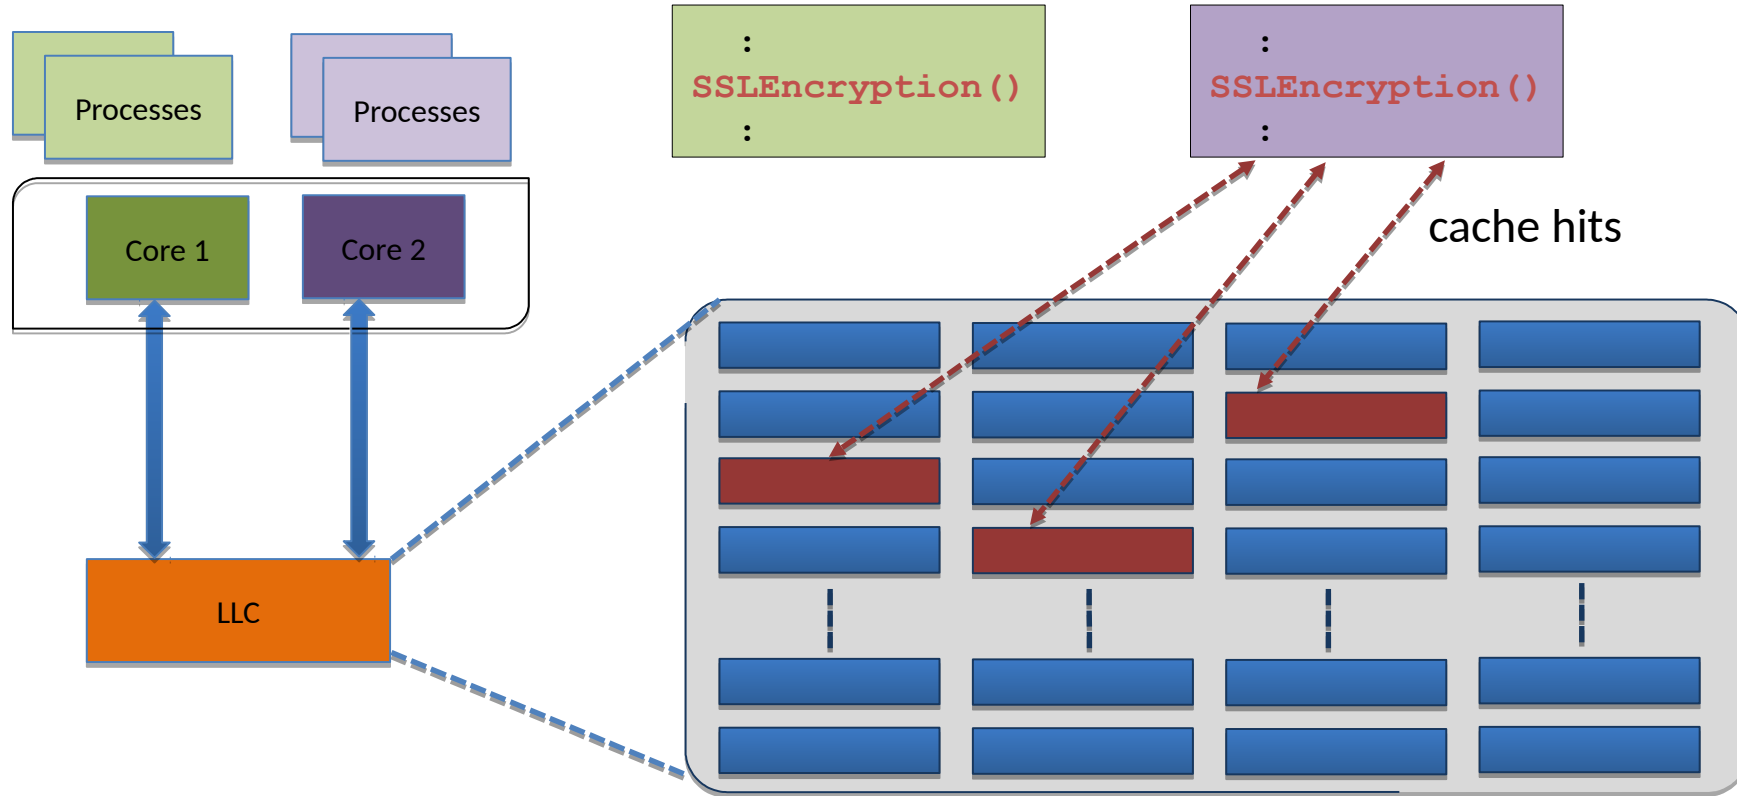 Processes
Processes
Core 1
Core 2
LLC
:
SSLEncryption()
:
:
SSLEncryption()
:
cache hits